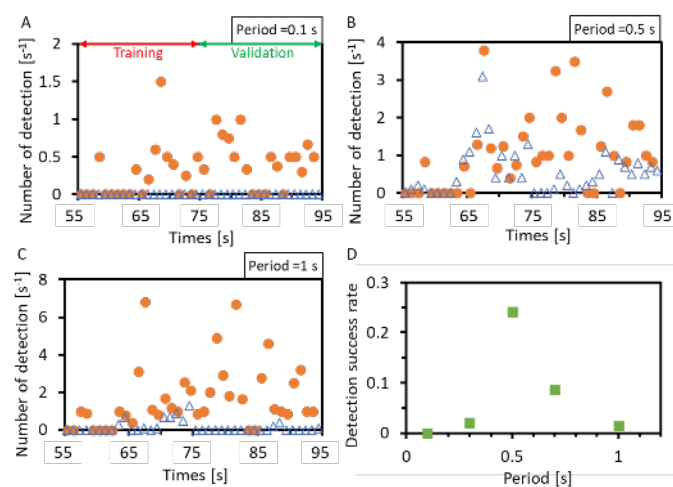 A
Period =0.1 s
Number of detection [s⁻¹]
2
1.5
1
0.5
0
Training
Validation
55
65
75
85
95
Times [s]
B
Period =0.5 s
Number of detection [s⁻¹]
4
3
2
1
0
55
65
75
85
95
Times [s]
C
Period =1 s
Number of detection [s⁻¹]
8
6
4
2
0
55
65
75
85
95
Times [s]
D
Detection success rate
0.3
0.2
0.1
0
0
0.5
1
Period [s]